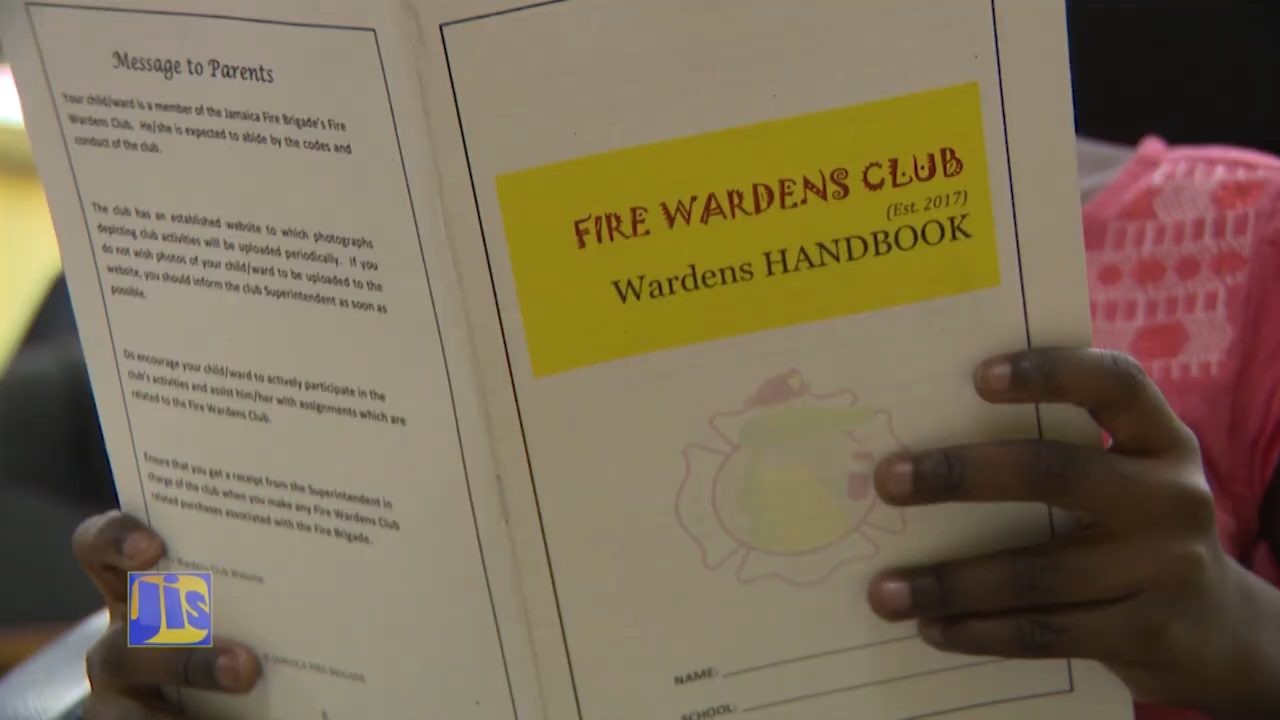 Message to Parents
Your child/ward is a member of the Jamaica Fire Brigade's Fire
Wardens Club. He/she is expected to abide by the codes and
conduct of the club.
The club has an established website to which photographs
depicting club activities will be uploaded periodically. If you
do not wish photos of your child/ward to be uploaded to the
website, you should inform the club Superintendent as soon as
possible.
Do encourage your child/ward to actively participate in the
club's activities and assist him/her with assignments which are
related to the Fire Wardens Club.
Ensure that you get a receipt from the Superintendent in
charge of the club when you make any Fire Wardens Club
related purchases associated with the Fire Brigade.
Wardens Club Website
© JAMAICA FIRE BRIGADE
FIRE WARDENS CLUB
(Est. 2017)
Wardens HANDBOOK
NAME:
SCHOOL:
jis